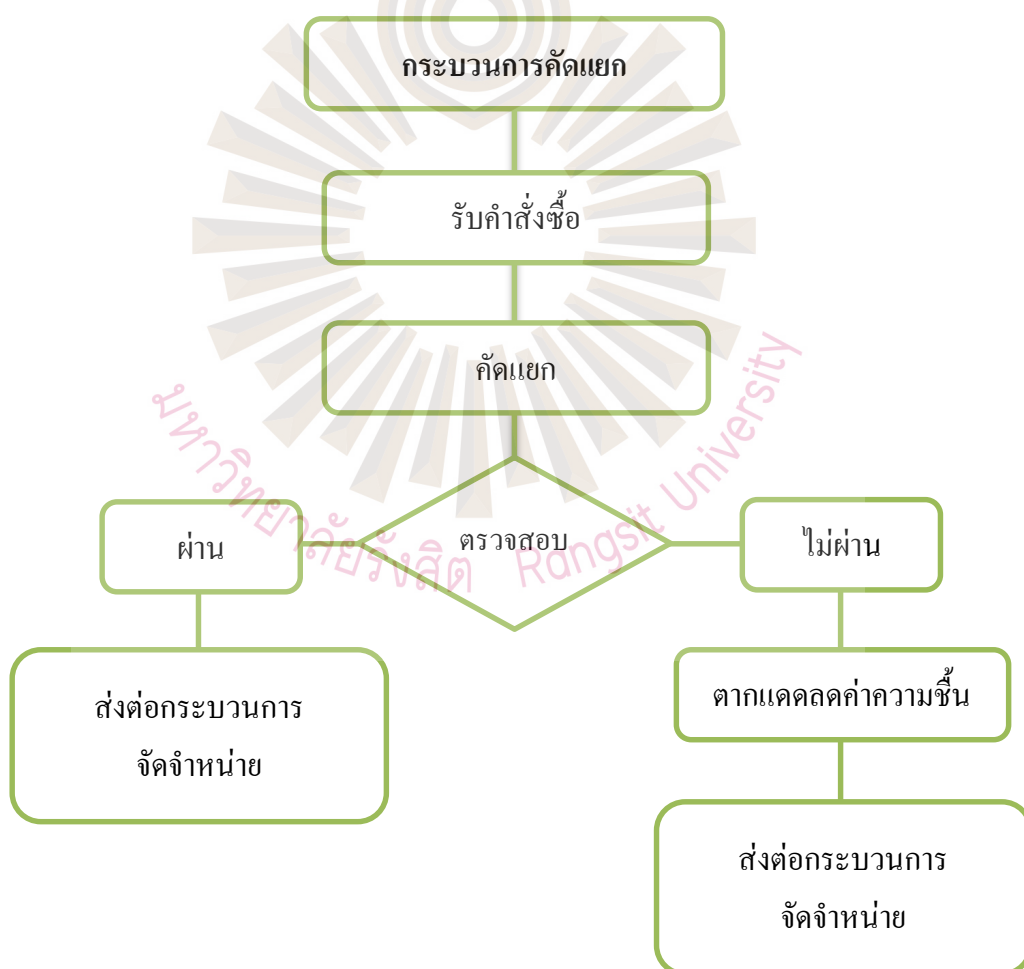 กระบวนการคัดแยก
รับคำสั่งซื้อ
คัดแยก
ตรวจสอบ
ผ่าน
ไม่ผ่าน
ส่งต่อกระบวนการ
จัดจำหน่าย
ตากแดดลดค่าความชื้น
ส่งต่อกระบวนการ
จัดจำหน่าย
มหาวิทยาลัยรังสิต Rangsit University